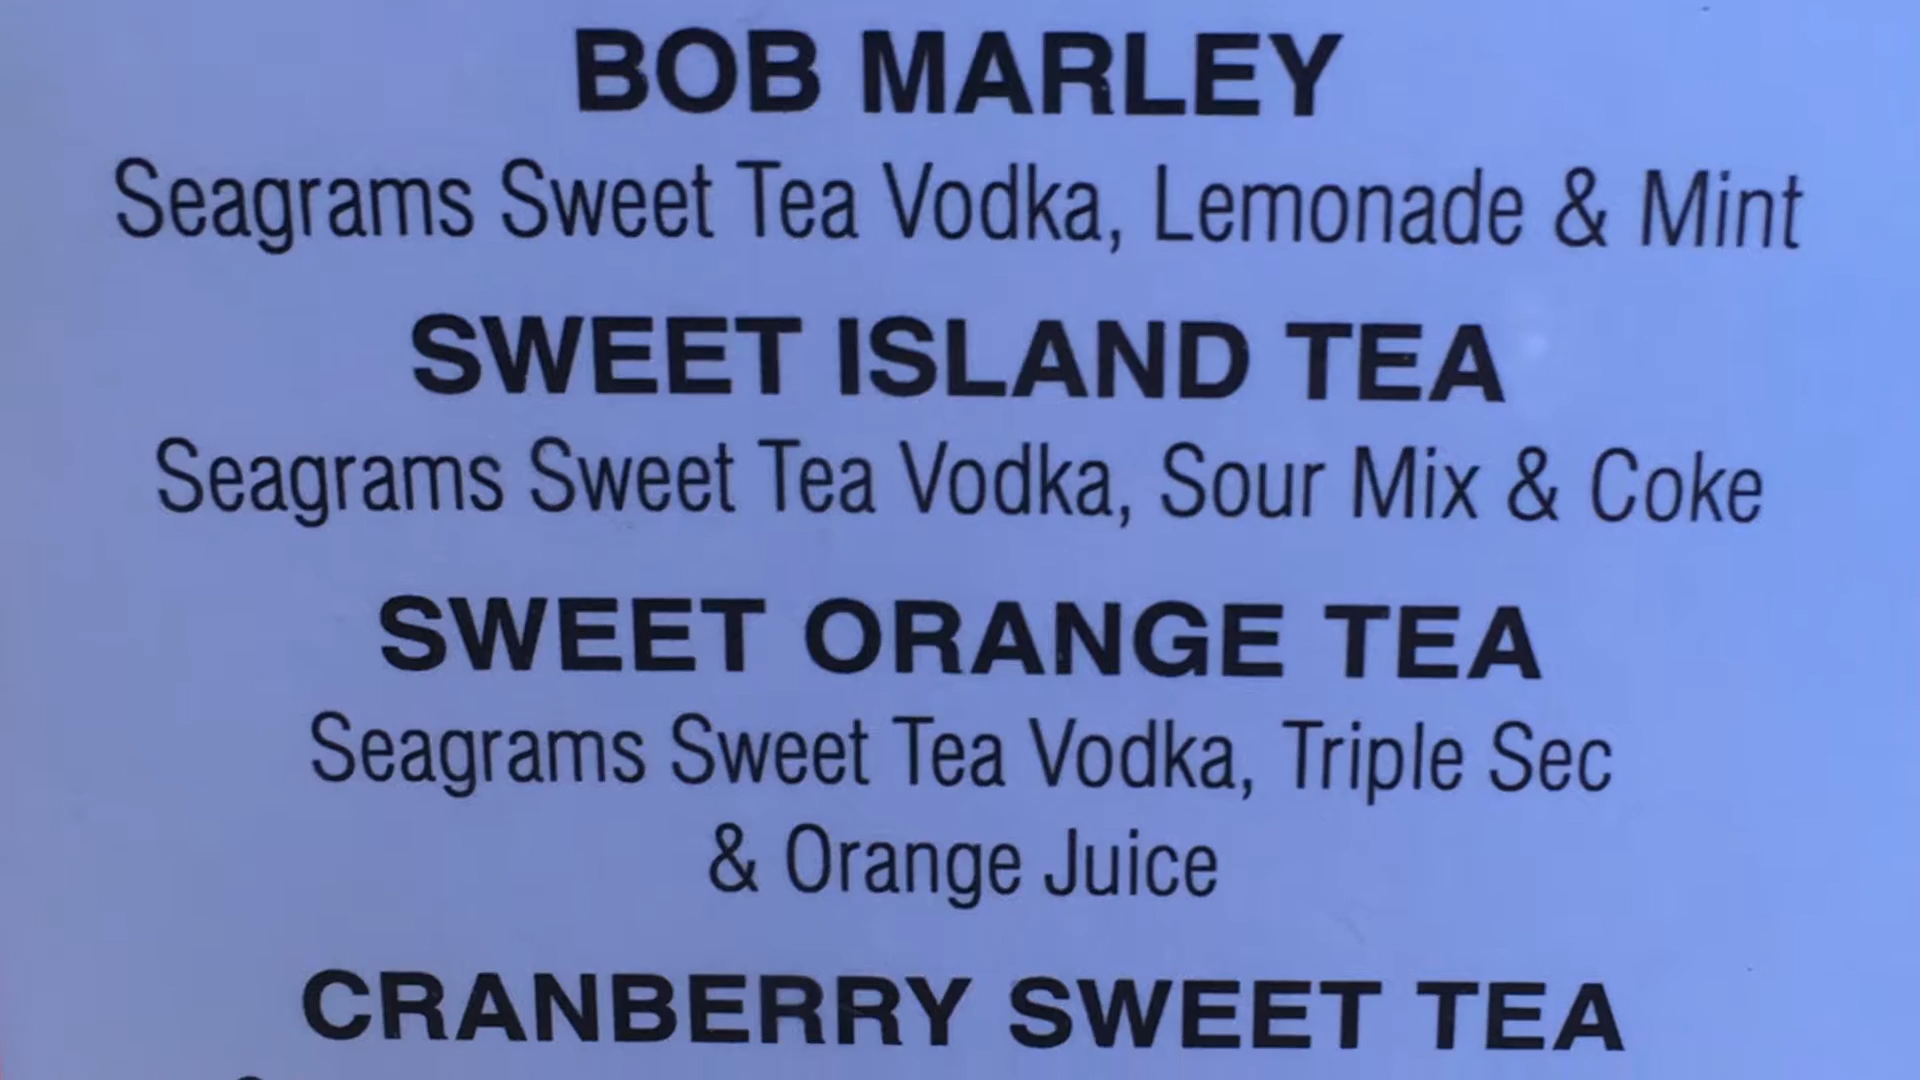 BOB MARLEY
Seagrams Sweet Tea Vodka, Lemonade & Mint
SWEET ISLAND TEA
Seagrams Sweet Tea Vodka, Sour Mix & Coke
SWEET ORANGE TEA
Seagrams Sweet Tea Vodka, Triple Sec
& Orange Juice
CRANBERRY SWEET TEA